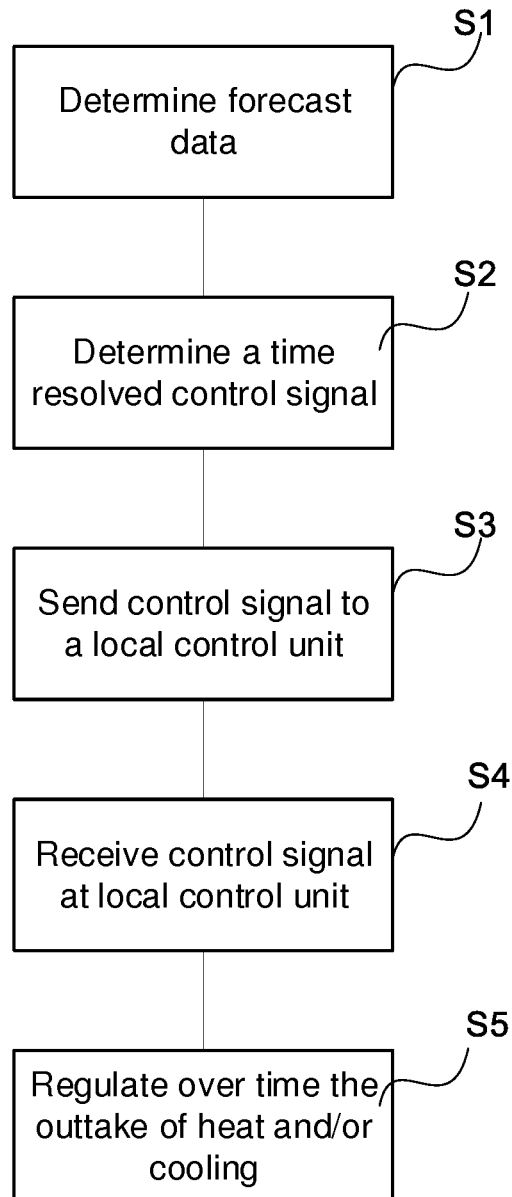 S1
Determine forecast
data
S2
Determine a time
resolved control signal
S3
Send control signal to
a local control unit
S4
Receive control signal
at local control unit
S5
Regulate over time the
outtake of heat and/or
cooling